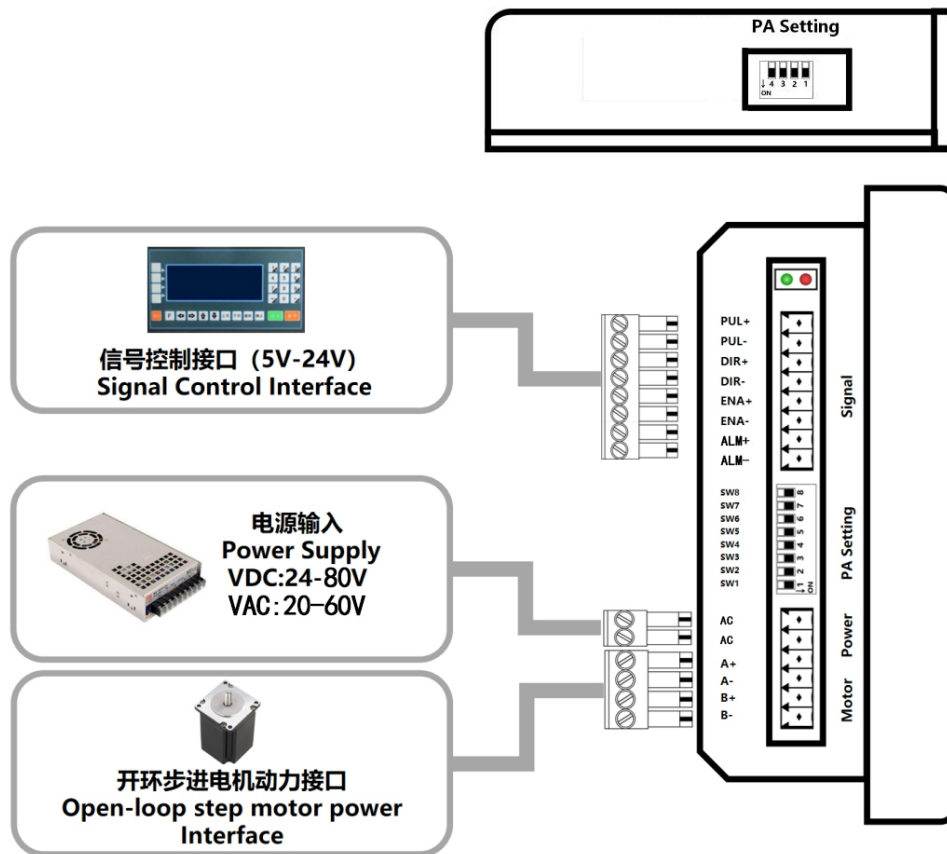 PA Setting
4 3 2 1
↓
ON
信号控制接口（5V-24V）
Signal Control Interface
PUL+
PUL-
DIR+
DIR-
ENA+
ENA-
ALM+
ALM-
Signal
SW8
SW7
SW6
SW5
SW4
SW3
SW2
SW1
8
7
6
5
4
3
2
↓1
ON
PA Setting
电源输入
Power Supply
VDC:24-80V
VAC:20-60V
AC
AC
Power
A+
A-
B+
B-
Motor
开环步进电机动力接口
Open-loop step motor power
Interface